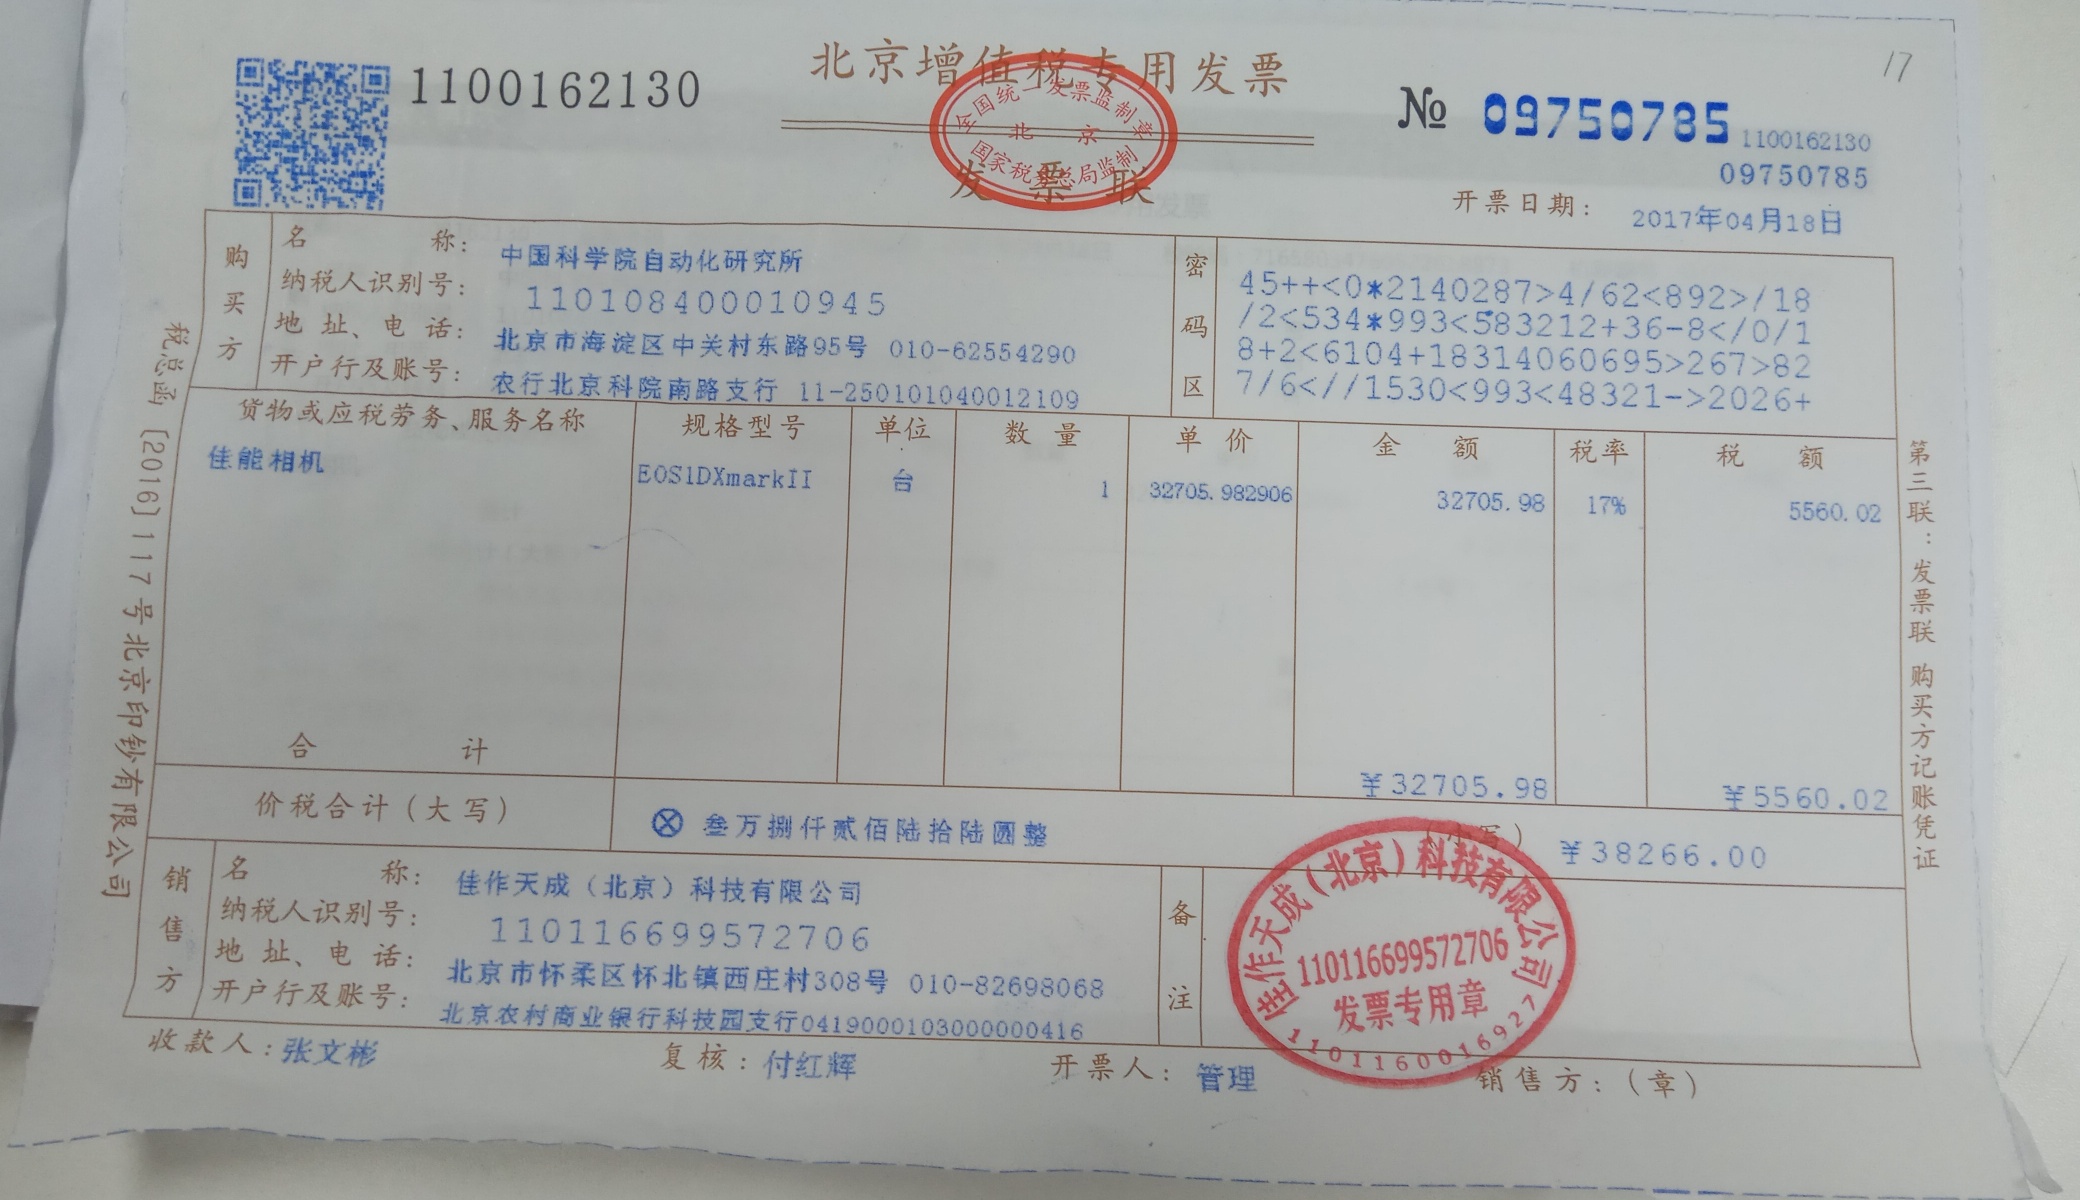 17
北京增值税专用发票
1100162130
№ 09750785
1100162130
09750785
全国统一发票监制章
北京
国家税务总局监制
发票联
开票日期: 2017年04月18日
购买方
名称: 中国科学院自动化研究所
纳税人识别号: 110108400010945
地址、电话: 北京市海淀区中关村东路95号 010-62554290
开户行及账号: 农行北京科院南路支行 11-250101040012109
密码区
45++<0*2140287>4/62<892>/18
/2<534*993<583212+36-8</0/1
8+2<6104+18314060695>267>82
7/6<//1530<993<48321->2026+
货物或应税劳务、服务名称 规格型号 单位 数量 单价 金额 税率 税额
佳能相机 EOS1DXmarkII 台 1 32705.982906 32705.98 17% 5560.02
合计 ¥32705.98 ¥5560.02
价税合计(大写) ⊗ 叁万捌仟贰佰陆拾陆圆整 (小写) ¥38266.00
销售方
名称: 佳作天成(北京)科技有限公司
纳税人识别号: 110116699572706
地址、电话: 北京市怀柔区怀北镇西庄村308号 010-82698068
开户行及账号: 北京农村商业银行科技园支行0419000103000000416
备注
佳作天成(北京)科技有限公司
110116699572706
发票专用章
1101160016927
收款人: 张文彬 复核: 付红辉 开票人: 管理 销售方:(章)
税总函[2016]117号北京印钞有限公司
第三联:发票联 购买方记账凭证